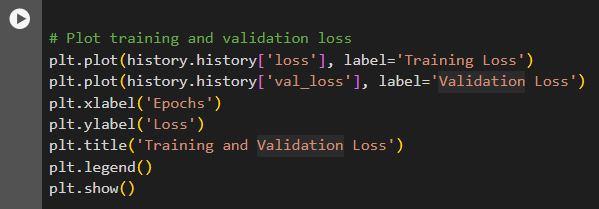 # Plot training and validation loss
plt.plot(history.history['loss'], label='Training Loss')
plt.plot(history.history['val_loss'], label='Validation Loss')
plt.xlabel('Epochs')
plt.ylabel('Loss')
plt.title('Training and Validation Loss')
plt.legend()
plt.show()